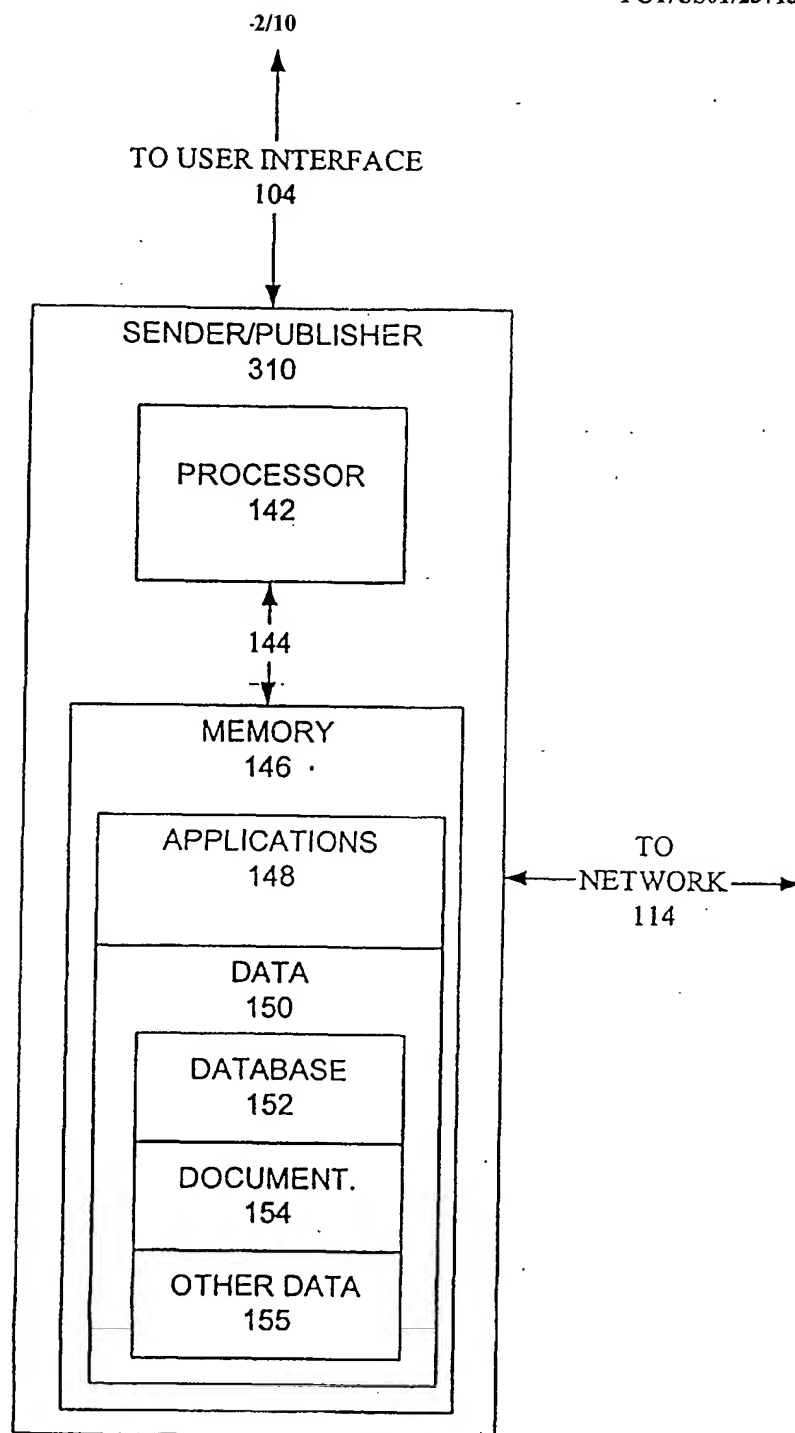 -2/10
TO USER INTERFACE
104
SENDER/PUBLISHER
310
PROCESSOR
142
144
MEMORY
146
APPLICATIONS
148
DATA
150
DATABASE
152
DOCUMENT.
154
OTHER DATA
155
TO
NETWORK
114